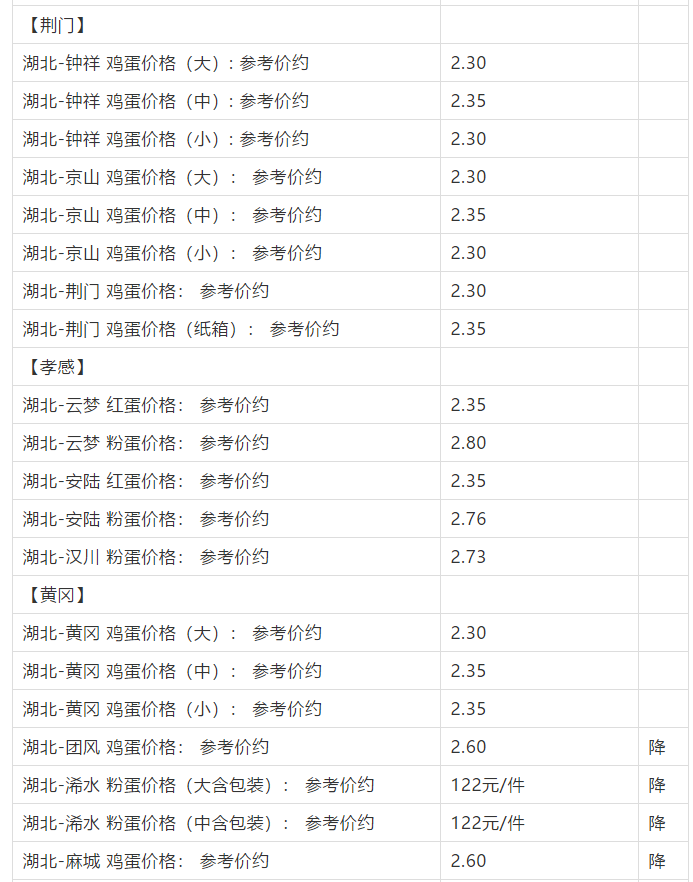 【荆门】
湖北-钟祥 鸡蛋价格（大）: 参考价约 2.30
湖北-钟祥 鸡蛋价格（中）: 参考价约 2.35
湖北-钟祥 鸡蛋价格（小）: 参考价约 2.30
湖北-京山 鸡蛋价格（大）： 参考价约 2.30
湖北-京山 鸡蛋价格（中）： 参考价约 2.35
湖北-京山 鸡蛋价格（小）： 参考价约 2.30
湖北-荆门 鸡蛋价格： 参考价约 2.30
湖北-荆门 鸡蛋价格（纸箱）： 参考价约 2.35
【孝感】
湖北-云梦 红蛋价格： 参考价约 2.35
湖北-云梦 粉蛋价格： 参考价约 2.80
湖北-安陆 红蛋价格： 参考价约 2.35
湖北-安陆 粉蛋价格： 参考价约 2.76
湖北-汉川 粉蛋价格： 参考价约 2.73
【黄冈】
湖北-黄冈 鸡蛋价格（大）： 参考价约 2.30
湖北-黄冈 鸡蛋价格（中）： 参考价约 2.35
湖北-黄冈 鸡蛋价格（小）： 参考价约 2.35
湖北-团风 鸡蛋价格： 参考价约 2.60 降
湖北-浠水 粉蛋价格（大含包装）： 参考价约 122元/件 降
湖北-浠水 粉蛋价格（中含包装）： 参考价约 122元/件 降
湖北-麻城 鸡蛋价格： 参考价约 2.60 降